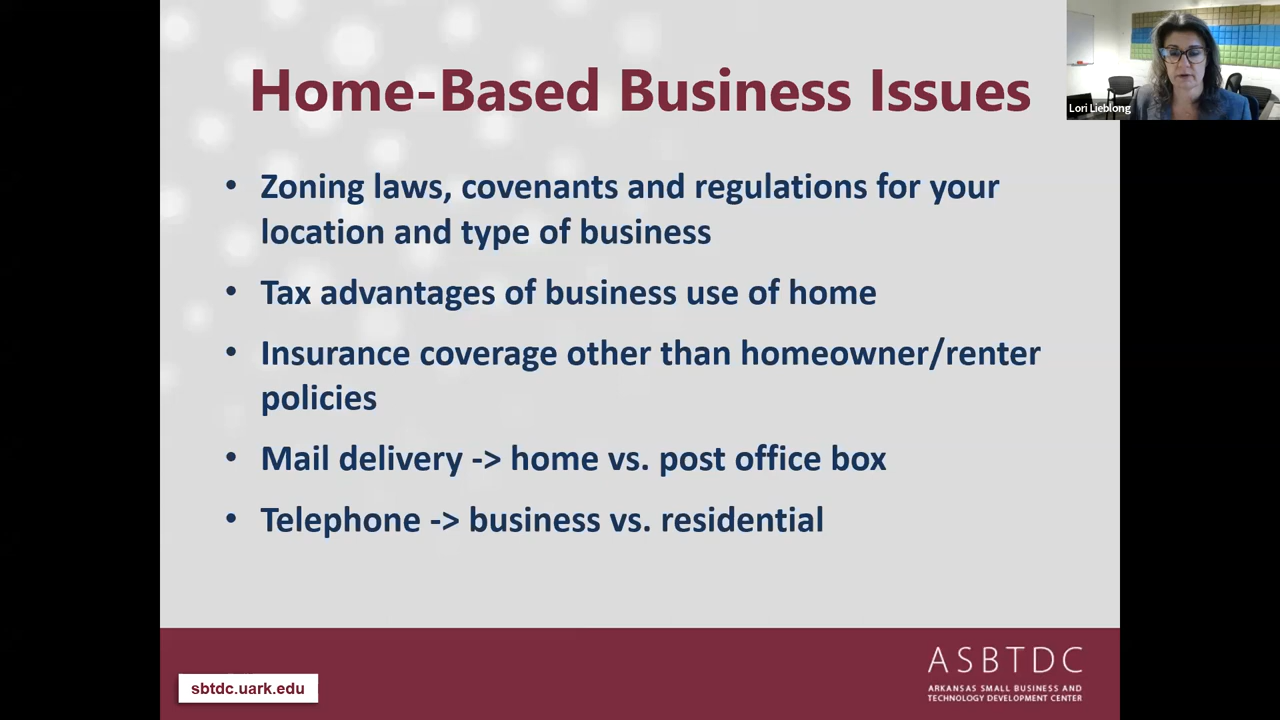 Home-Based Business Issues
Lori Lieblong
• Zoning laws, covenants and regulations for your
location and type of business
• Tax advantages of business use of home
• Insurance coverage other than homeowner/renter
policies
• Mail delivery -> home vs. post office box
• Telephone -> business vs. residential
sbtdc.uark.edu
ASBTDC
ARKANSAS SMALL BUSINESS AND
TECHNOLOGY DEVELOPMENT CENTER